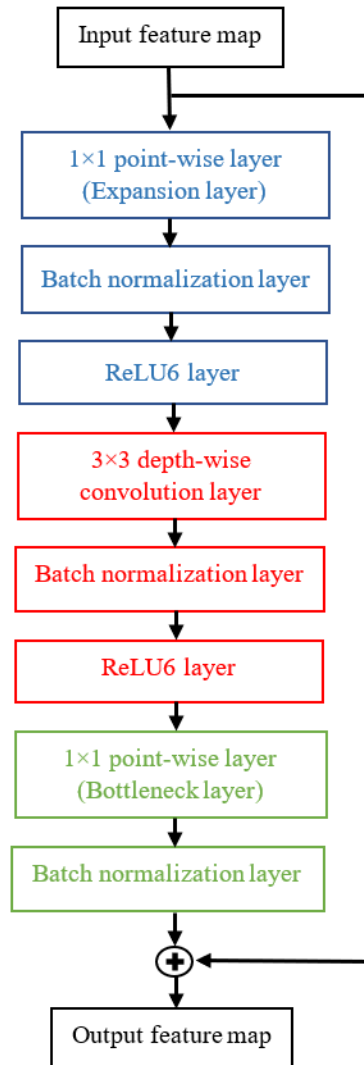 Input feature map
1×1 point-wise layer
(Expansion layer)
Batch normalization layer
ReLU6 layer
3×3 depth-wise
convolution layer
Batch normalization layer
ReLU6 layer
1×1 point-wise layer
(Bottleneck layer)
Batch normalization layer
Output feature map